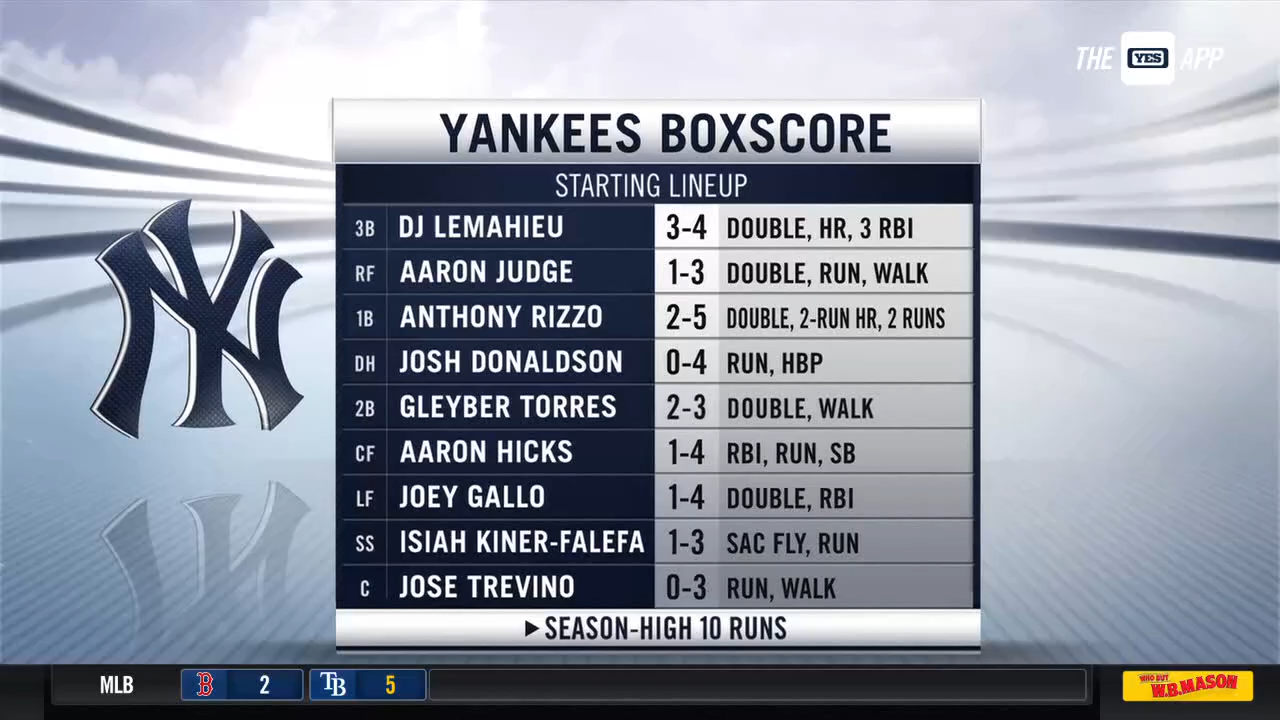 THE YES APP
YANKEES BOXSCORE
STARTING LINEUP
3B DJ LEMAHIEU 3-4 DOUBLE, HR, 3 RBI
RF AARON JUDGE 1-3 DOUBLE, RUN, WALK
1B ANTHONY RIZZO 2-5 DOUBLE, 2-RUN HR, 2 RUNS
DH JOSH DONALDSON 0-4 RUN, HBP
2B GLEYBER TORRES 2-3 DOUBLE, WALK
CF AARON HICKS 1-4 RBI, RUN, SB
LF JOEY GALLO 1-4 DOUBLE, RBI
SS ISIAH KINER-FALEFA 1-3 SAC FLY, RUN
C JOSE TREVINO 0-3 RUN, WALK
▶SEASON-HIGH 10 RUNS
MLB B 2 TB 5
WHO BUT
W.B. MASON
NY